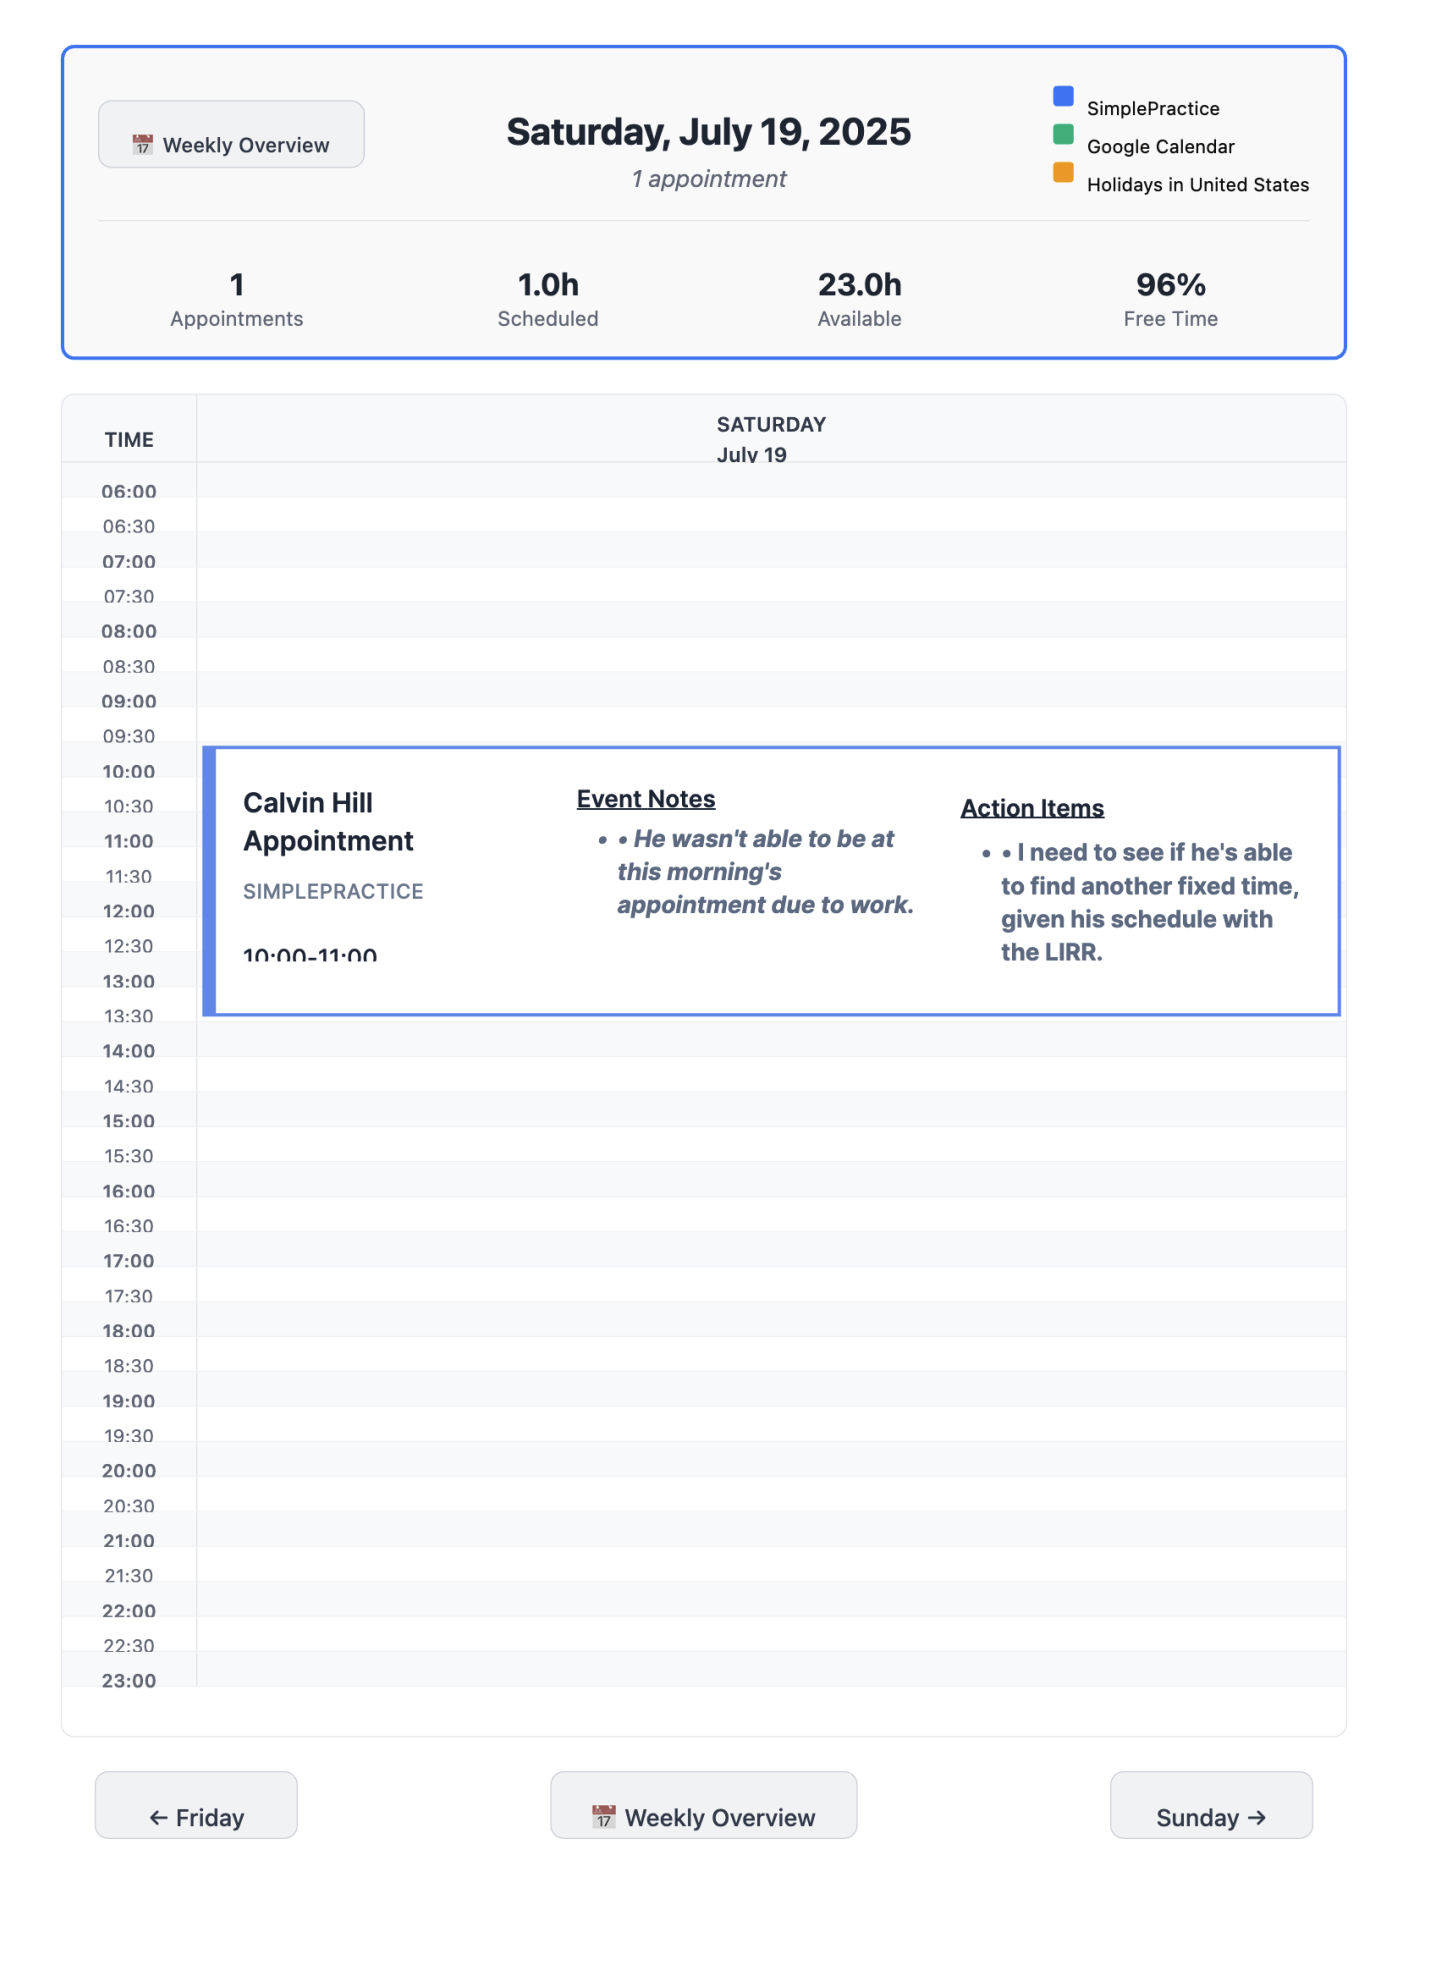 17 Weekly Overview
Saturday, July 19, 2025
1 appointment
SimplePractice
Google Calendar
Holidays in United States
1
Appointments
1.0h
Scheduled
23.0h
Available
96%
Free Time
TIME
SATURDAY
July 19
06:00
06:30
07:00
07:30
08:00
08:30
09:00
09:30
10:00
10:30
11:00
11:30
12:00
12:30
13:00
13:30
14:00
14:30
15:00
15:30
16:00
16:30
17:00
17:30
18:00
18:30
19:00
19:30
20:00
20:30
21:00
21:30
22:00
22:30
23:00
Calvin Hill
Appointment
SIMPLEPRACTICE
10:00-11:00
Event Notes
• • He wasn't able to be at
this morning's
appointment due to work.
Action Items
• • I need to see if he's able
to find another fixed time,
given his schedule with
the LIRR.
← Friday
17 Weekly Overview
Sunday →